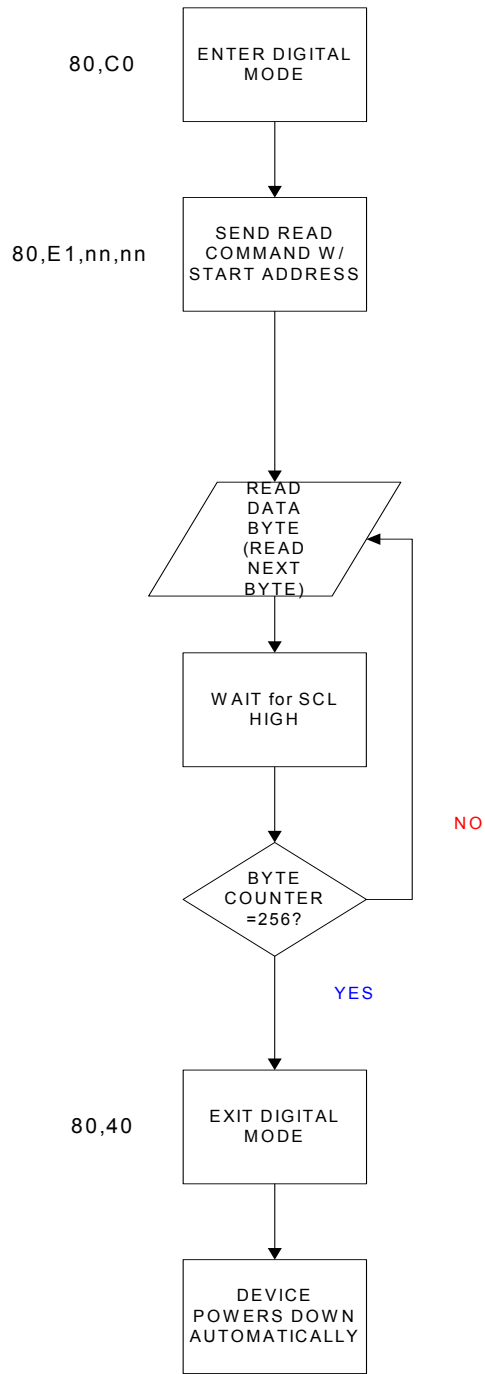 80,C0
ENTER DIGITAL
MODE
80,E1,nn,nn
SEND READ
COMMAND W/
START ADDRESS
READ
DATA
BYTE
(READ
NEXT
BYTE)
WAIT for SCL
HIGH
NO
BYTE
COUNTER
=256?
YES
80,40
EXIT DIGITAL
MODE
DEVICE
POWERS DOWN
AUTOMATICALLY